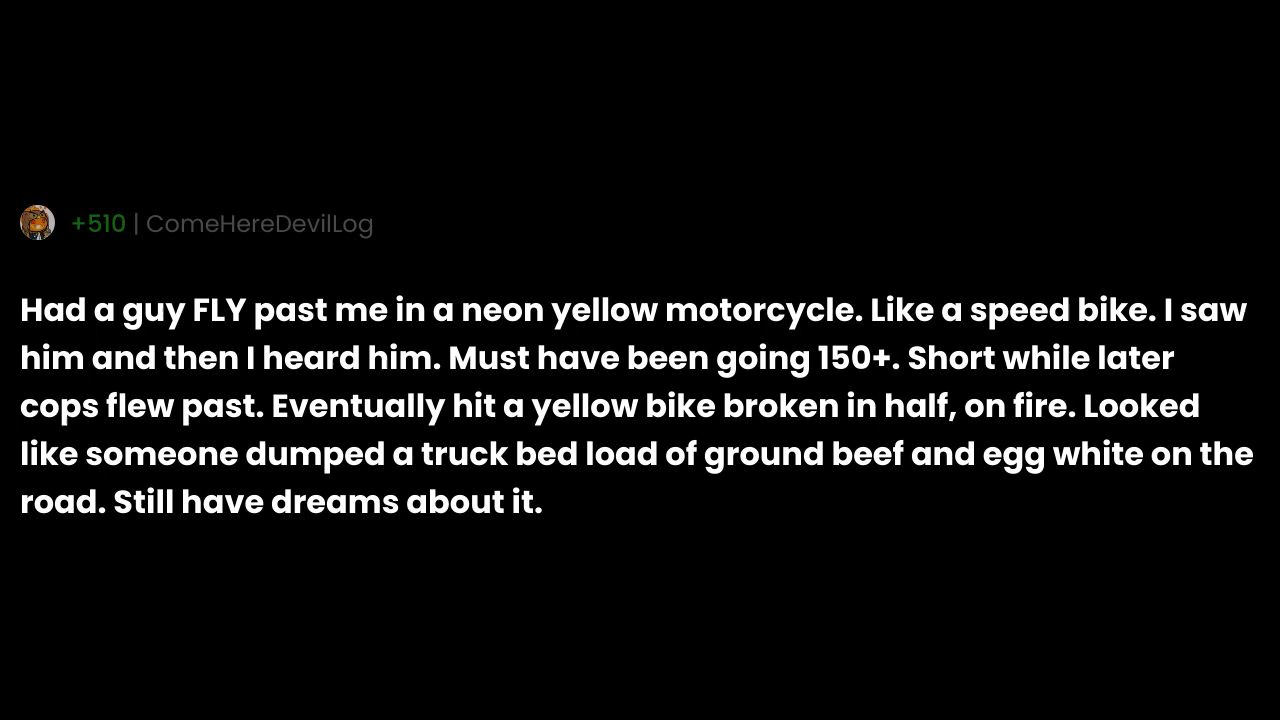 +510 | ComeHereDevilLog
Had a guy FLY past me in a neon yellow motorcycle. Like a speed bike. I saw
him and then I heard him. Must have been going 150+. Short while later
cops flew past. Eventually hit a yellow bike broken in half, on fire. Looked
like someone dumped a truck bed load of ground beef and egg white on the
road. Still have dreams about it.